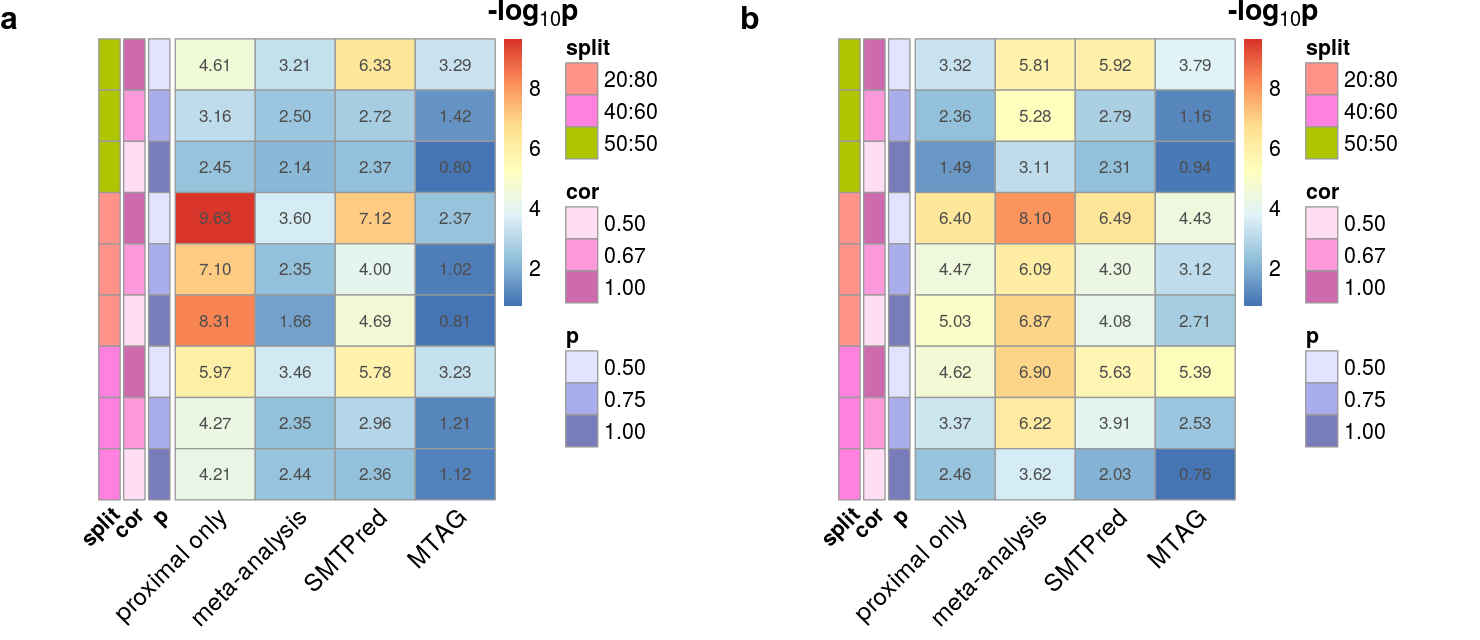 a
-log10p
4.61 3.21 6.33 3.29
3.16 2.50 2.72 1.42
2.45 2.14 2.37 0.80
9.63 3.60 7.12 2.37
7.10 2.35 4.00 1.02
8.31 1.66 4.69 0.81
5.97 3.46 5.78 3.23
4.27 2.35 2.96 1.21
4.21 2.44 2.36 1.12
split cor p proximal only meta-analysis SMTPred MTAG
8
6
4
2
split
20:80
40:60
50:50
cor
0.50
0.67
1.00
p
0.50
0.75
1.00
b
-log10p
3.32 5.81 5.92 3.79
2.36 5.28 2.79 1.16
1.49 3.11 2.31 0.94
6.40 8.10 6.49 4.43
4.47 6.09 4.30 3.12
5.03 6.87 4.08 2.71
4.62 6.90 5.63 5.39
3.37 6.22 3.91 2.53
2.46 3.62 2.03 0.76
split cor p proximal only meta-analysis SMTPred MTAG
8
6
4
2
split
20:80
40:60
50:50
cor
0.50
0.67
1.00
p
0.50
0.75
1.00